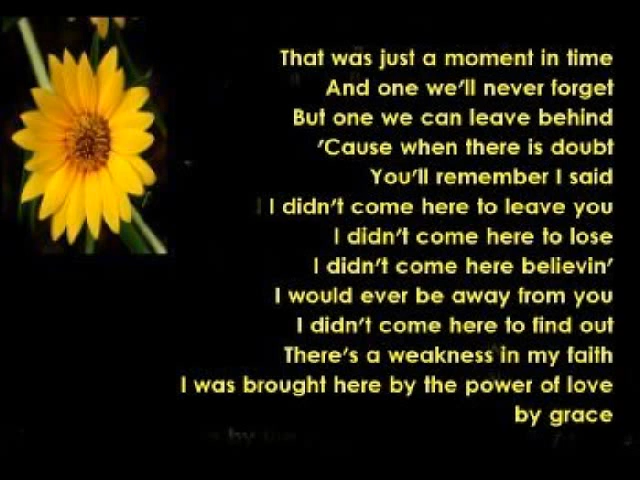 That was just a moment in time
And one we'll never forget
But one we can leave behind
'Cause when there is doubt
You'll remember I said
I didn't come here to leave you
I didn't come here to lose
I didn't come here believin'
I would ever be away from you
I didn't come here to find out
There's a weakness in my faith
I was brought here by the power of love
by grace